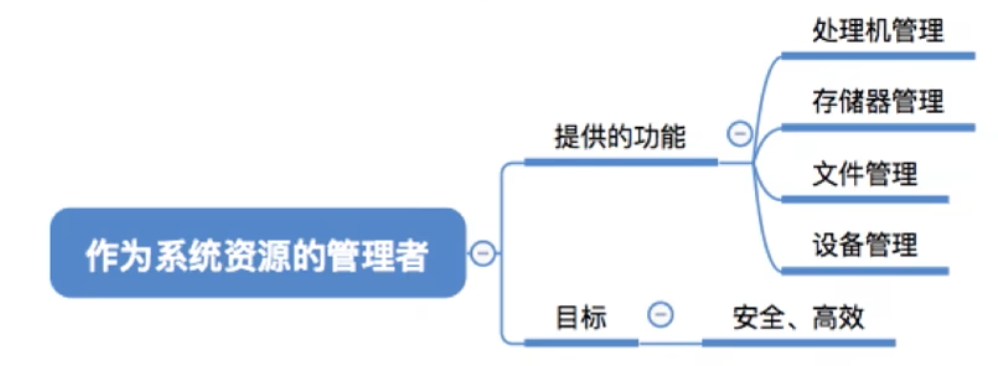 作为系统资源的管理者
提供的功能
处理机管理
存储器管理
文件管理
设备管理
目标
安全、高效